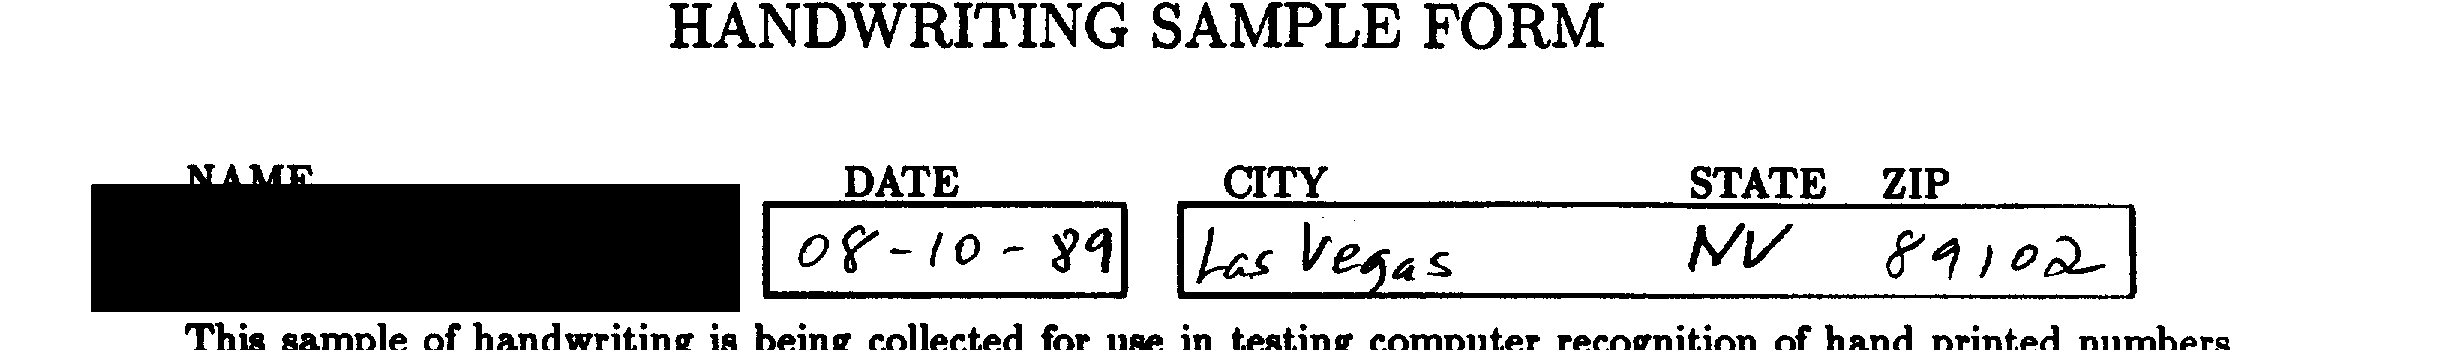 HANDWRITING SAMPLE FORM
NAME DATE CITY STATE ZIP
08-10-89 Las Vegas NV 89102
This sample of handwriting is being collected for use in testing computer recognition of hand printed numbers